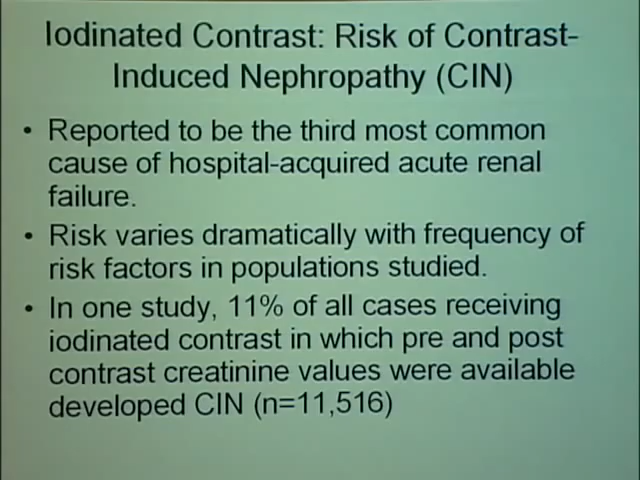 Iodinated Contrast: Risk of Contrast-
Induced Nephropathy (CIN)
• Reported to be the third most common
cause of hospital-acquired acute renal
failure.
• Risk varies dramatically with frequency of
risk factors in populations studied.
• In one study, 11% of all cases receiving
iodinated contrast in which pre and post
contrast creatinine values were available
developed CIN (n=11,516)